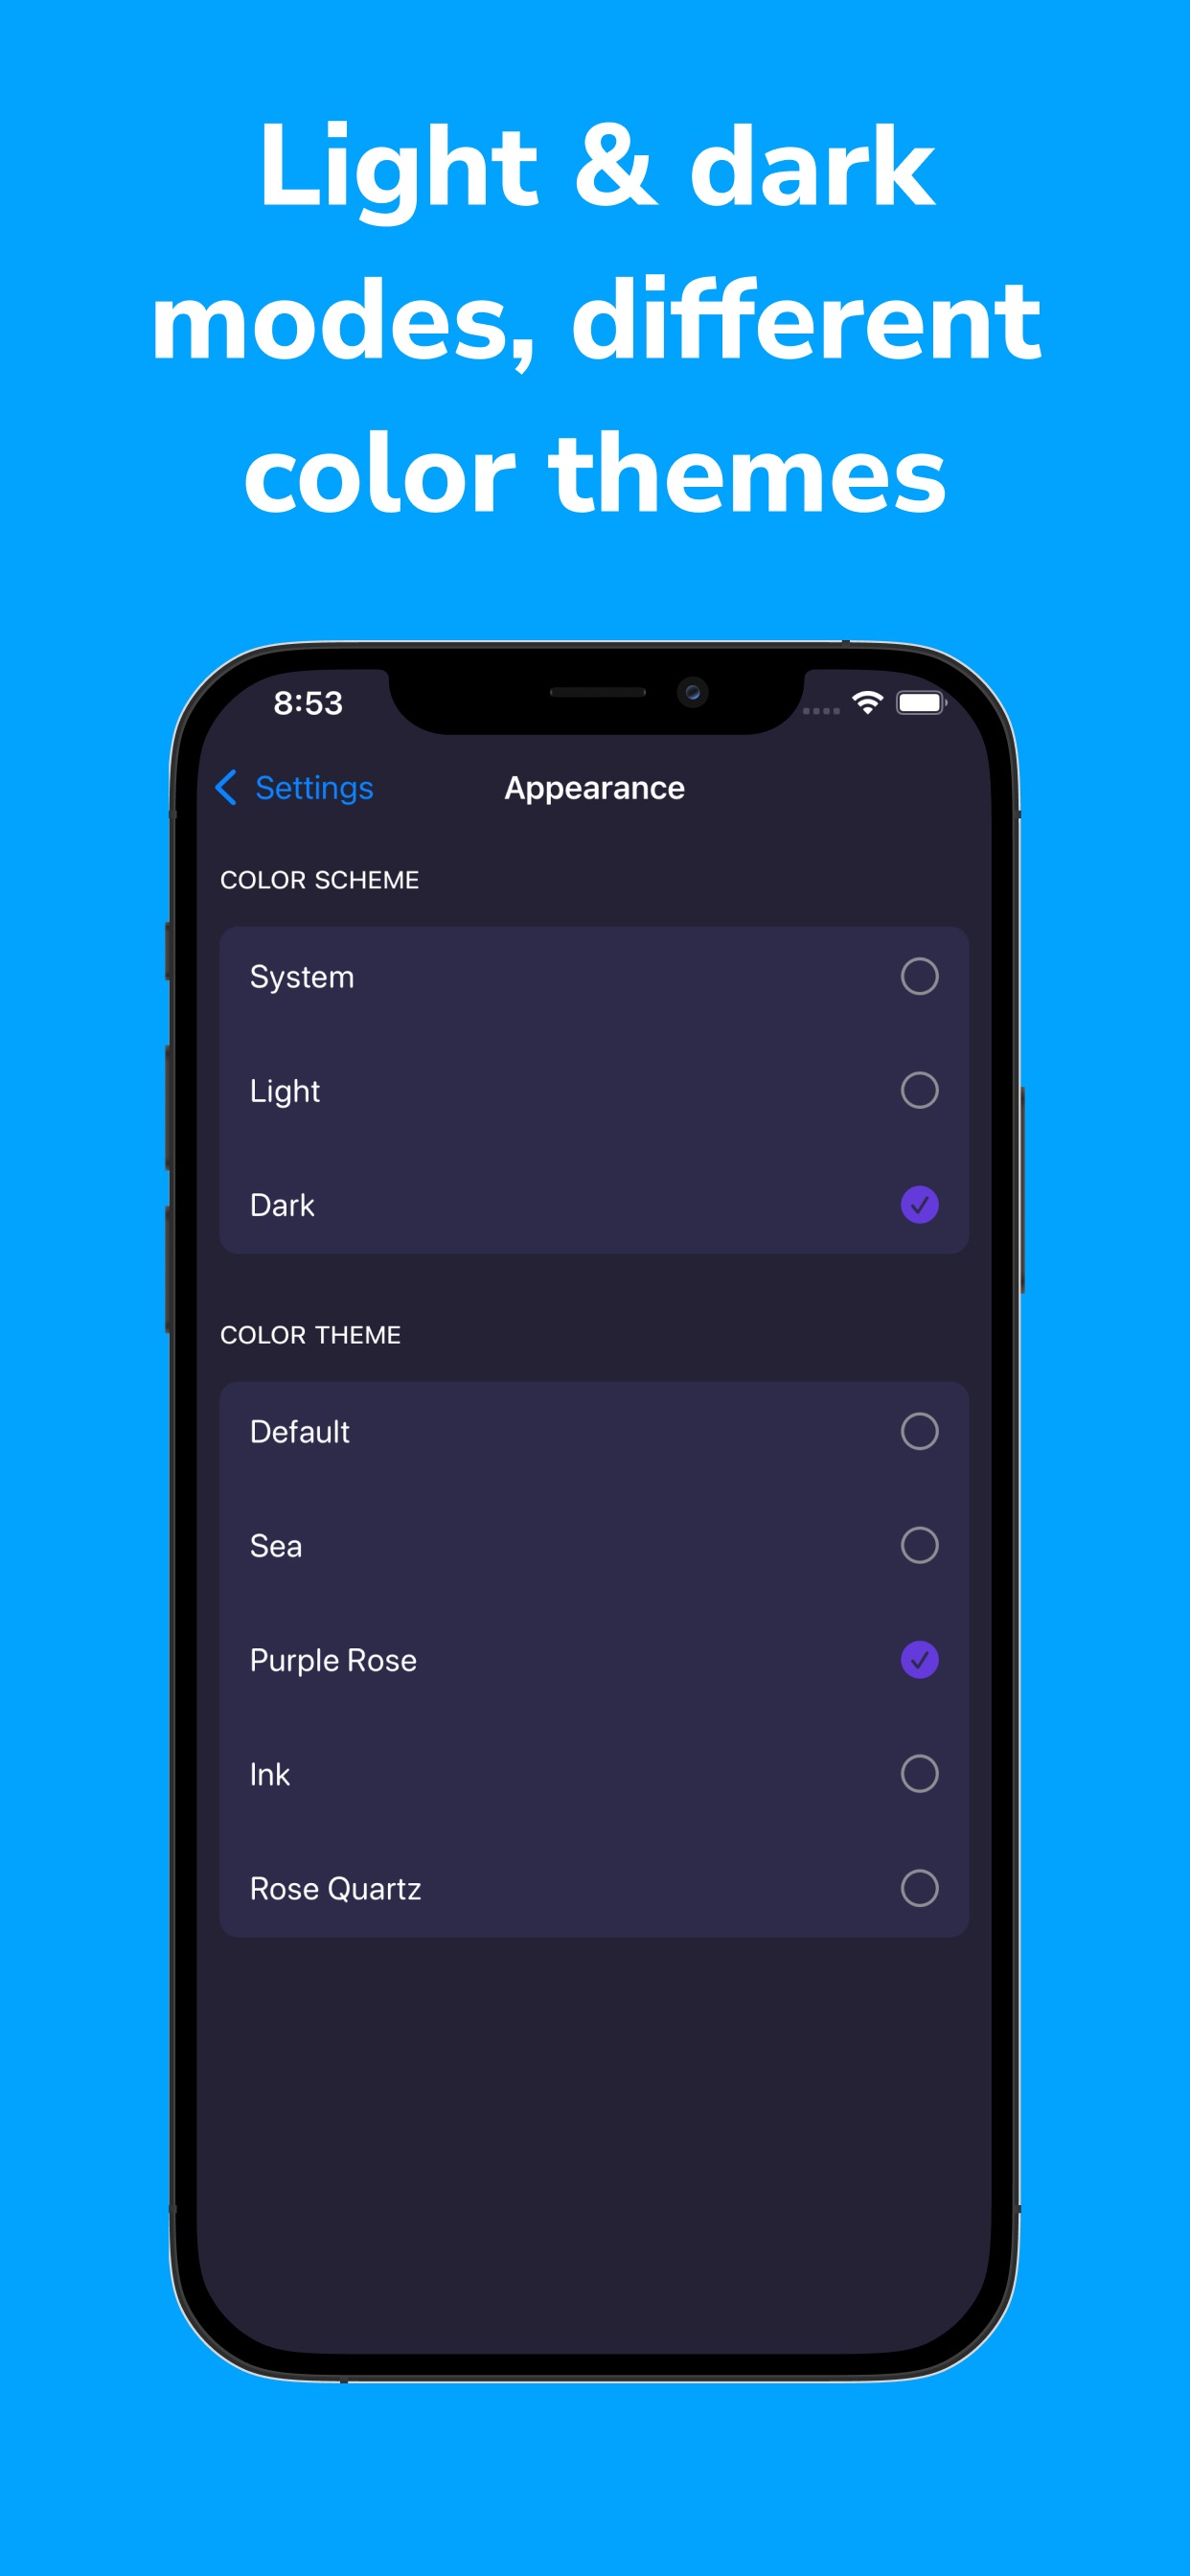 Light & dark
modes, different
color themes
8:53
Settings
Appearance
COLOR SCHEME
System
Light
Dark
COLOR THEME
Default
Sea
Purple Rose
Ink
Rose Quartz